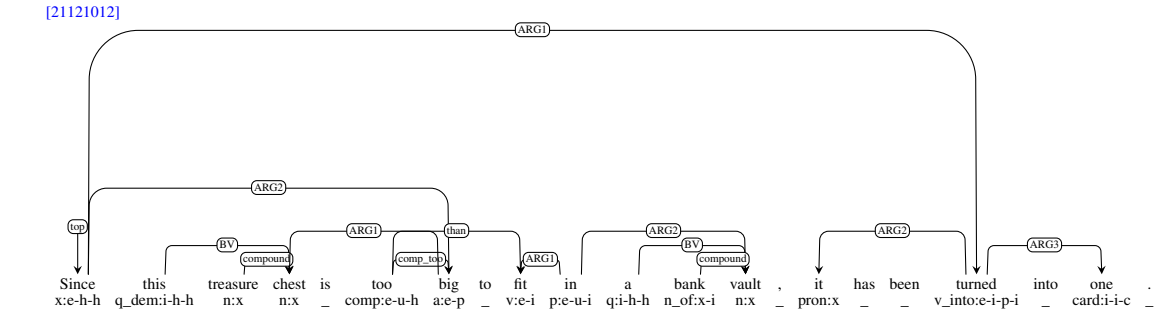 [21121012]
ARG1
ARG2
top
ARG1 than ARG2 ARG2
BV BV ARG3
compound comp_too ARG1 compound
Since this treasure chest is too big to fit in a bank vault , it has been turned into one .
x:e-h-h q_dem:i-h-h n:x n:x _ comp:e-u-h a:e-p _ v:e-i p:e-u-i q:i-h-h n_of:x-i n:x _ pron:x _ _ v_into:e-i-p-i _ card:i-i-c _